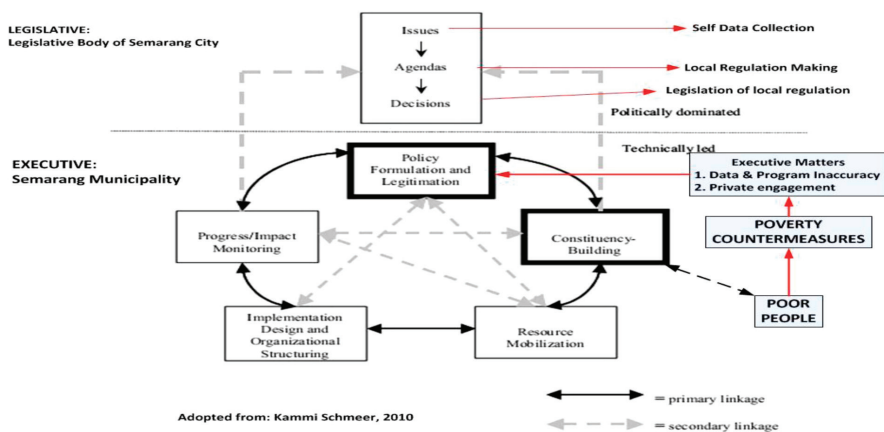 LEGISLATIVE:
Legislative Body of Semarang City
Issues
Agendas
Decisions
Self Data Collection
Local Regulation Making
Legislation of local regulation
Politically dominated
Technically led
EXECUTIVE:
Semarang Municipality
Policy
Formulation and
Legitimation
Executive Matters
1. Data & Program Inaccuracy
2. Private engagement
Progress/Impact
Monitoring
Constituency-
Building
POVERTY
COUNTERMEASURES
POOR
PEOPLE
Implementation
Design and
Organizational
Structuring
Resource
Mobilization
= primary linkage
= secondary linkage
Adopted from: Kammi Schmeer, 2010